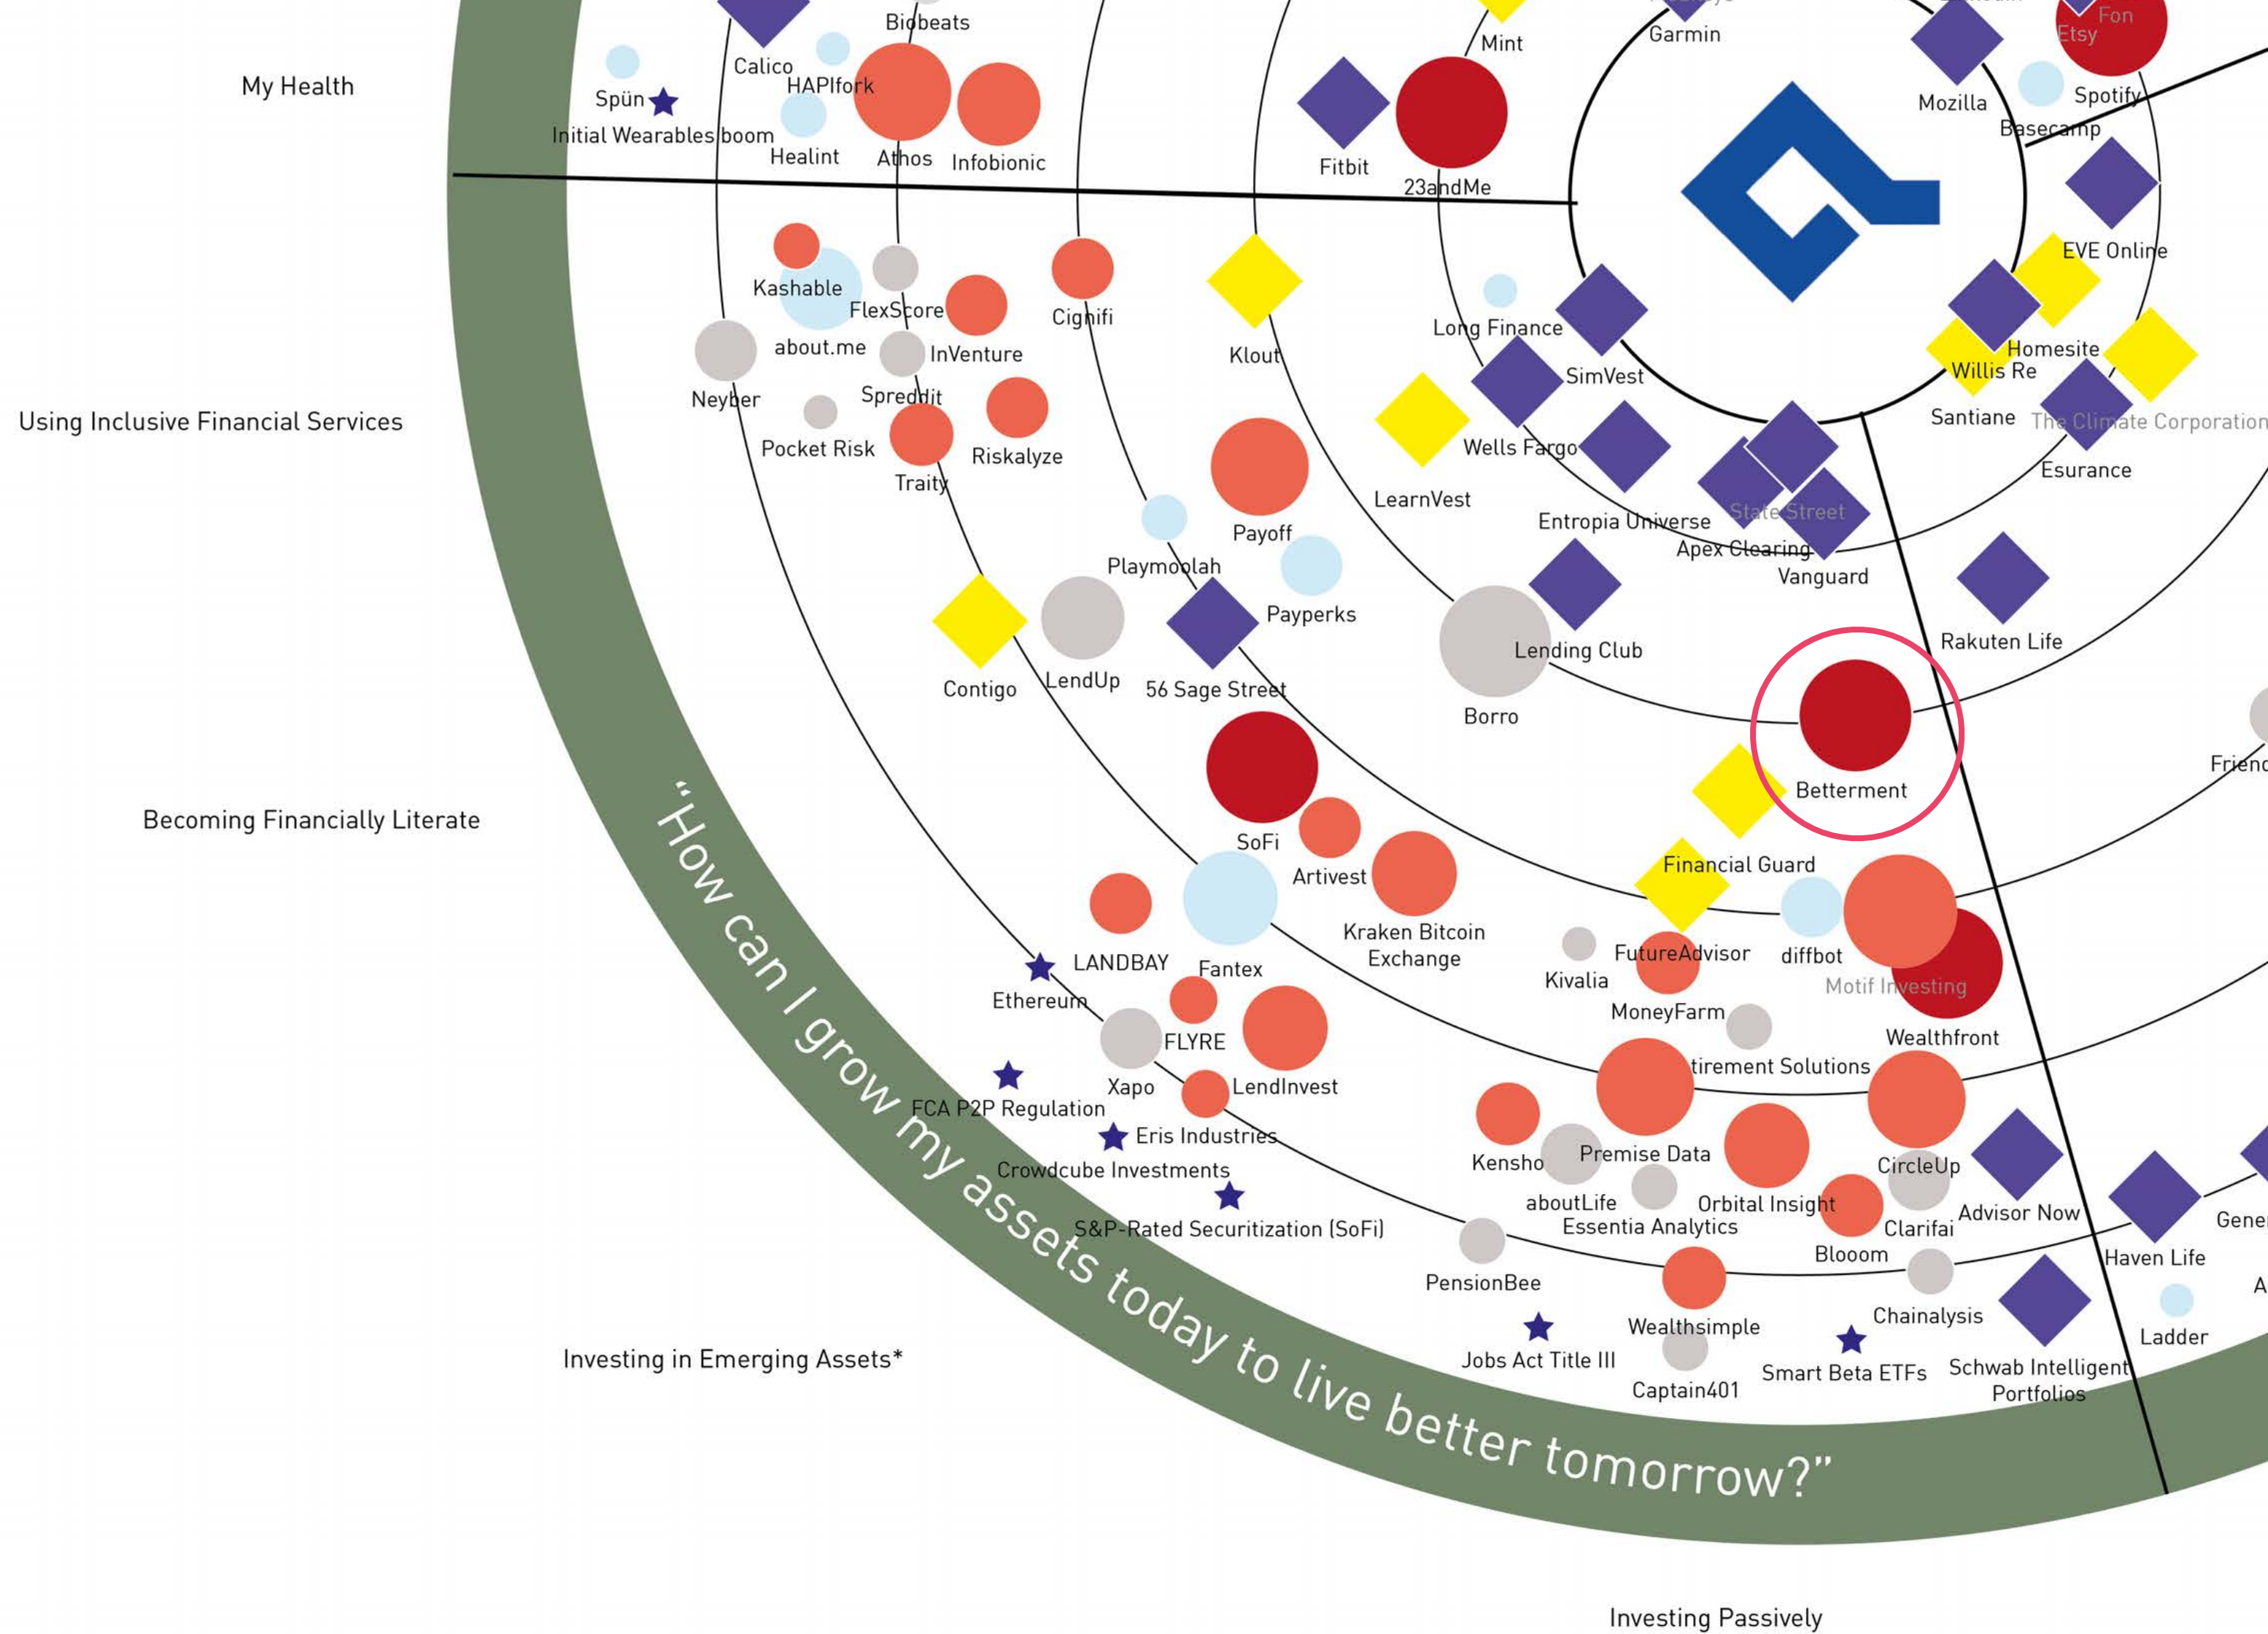 Biobeats
Mint
Garmin
Fon
Etsy
Calico
HAPIfork
Spün
Initial Wearables boom
Healint
Athos
Infobionic
My Health
Fitbit
23andMe
Mozilla
Spotify
Basecamp
EVE Online
Kashable
FlexScore
about.me
InVenture
Cignifi
Klout
Long Finance
SimVest
Homesite
Willis Re
Neyber
Spreddit
Pocket Risk
Traity
Riskalyze
Using Inclusive Financial Services
Wells Fargo
LearnVest
Santiane
The Climate Corporation
Esurance
Entropia Universe
State Street
Apex Clearing
Vanguard
Payoff
Playmoolah
Payperks
Contigo
LendUp
56 Sage Street
Lending Club
Borro
Rakuten Life
Betterment
Friend
Becoming Financially Literate
SoFi
Artivest
Kraken Bitcoin
Exchange
Financial Guard
FutureAdvisor
diffbot
Motif Investing
Wealthfront
Kivalia
MoneyFarm
tirement Solutions
LANDBAY
Fantex
Ethereum
FLYRE
Xapo
LendInvest
FCA P2P Regulation
Eris Industries
Crowdcube Investments
S&P-Rated Securitization (SoFi)
Kensho
Premise Data
aboutLife
Essentia Analytics
Orbital Insight
CircleUp
Clarifai
Advisor Now
Blooom
PensionBee
Wealthsimple
Chainalysis
Haven Life
Gene
A
Ladder
Jobs Act Title III
Captain401
Smart Beta ETFs
Schwab Intelligent
Portfolios
Investing in Emerging Assets*
“How can I grow my assets today to live better tomorrow?”
Investing Passively